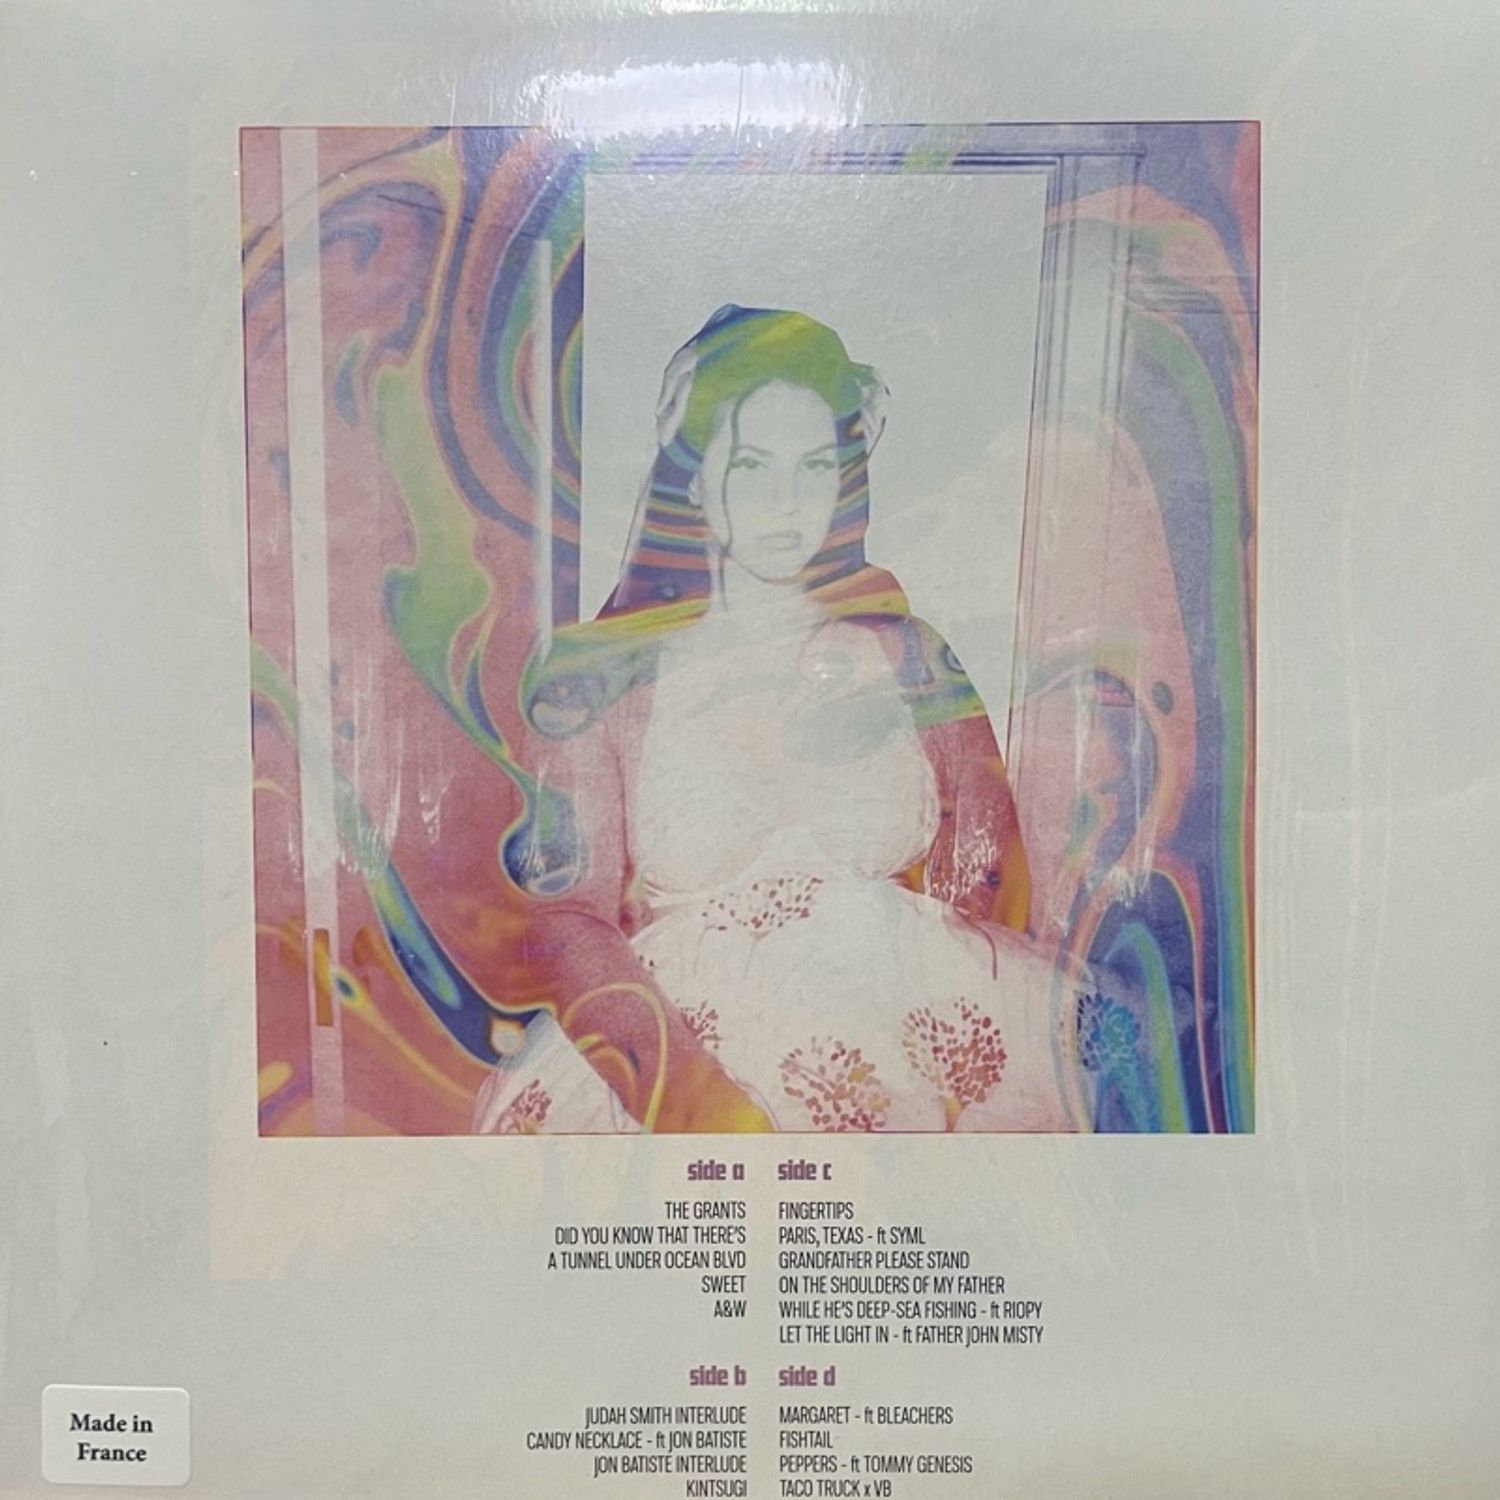 side a
THE GRANTS
DID YOU KNOW THAT THERE'S
A TUNNEL UNDER OCEAN BLVD
SWEET
A&W
side b
JUDAH SMITH INTERLUDE
CANDY NECKLACE - ft JON BATISTE
JON BATISTE INTERLUDE
KINTSUGI
side c
FINGERTIPS
PARIS, TEXAS - ft SYML
GRANDFATHER PLEASE STAND
ON THE SHOULDERS OF MY FATHER
WHILE HE'S DEEP-SEA FISHING - ft RIOPY
LET THE LIGHT IN - ft FATHER JOHN MISTY
side d
MARGARET - ft BLEACHERS
FISHTAIL
PEPPERS - ft TOMMY GENESIS
TACO TRUCK x VB
Made in
France